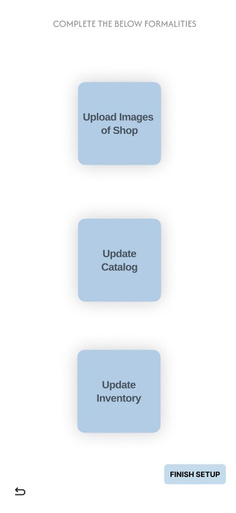 COMPLETE THE BELOW FORMALITIES
Upload Images
of Shop
Update
Catalog
Update
Inventory
FINISH SETUP